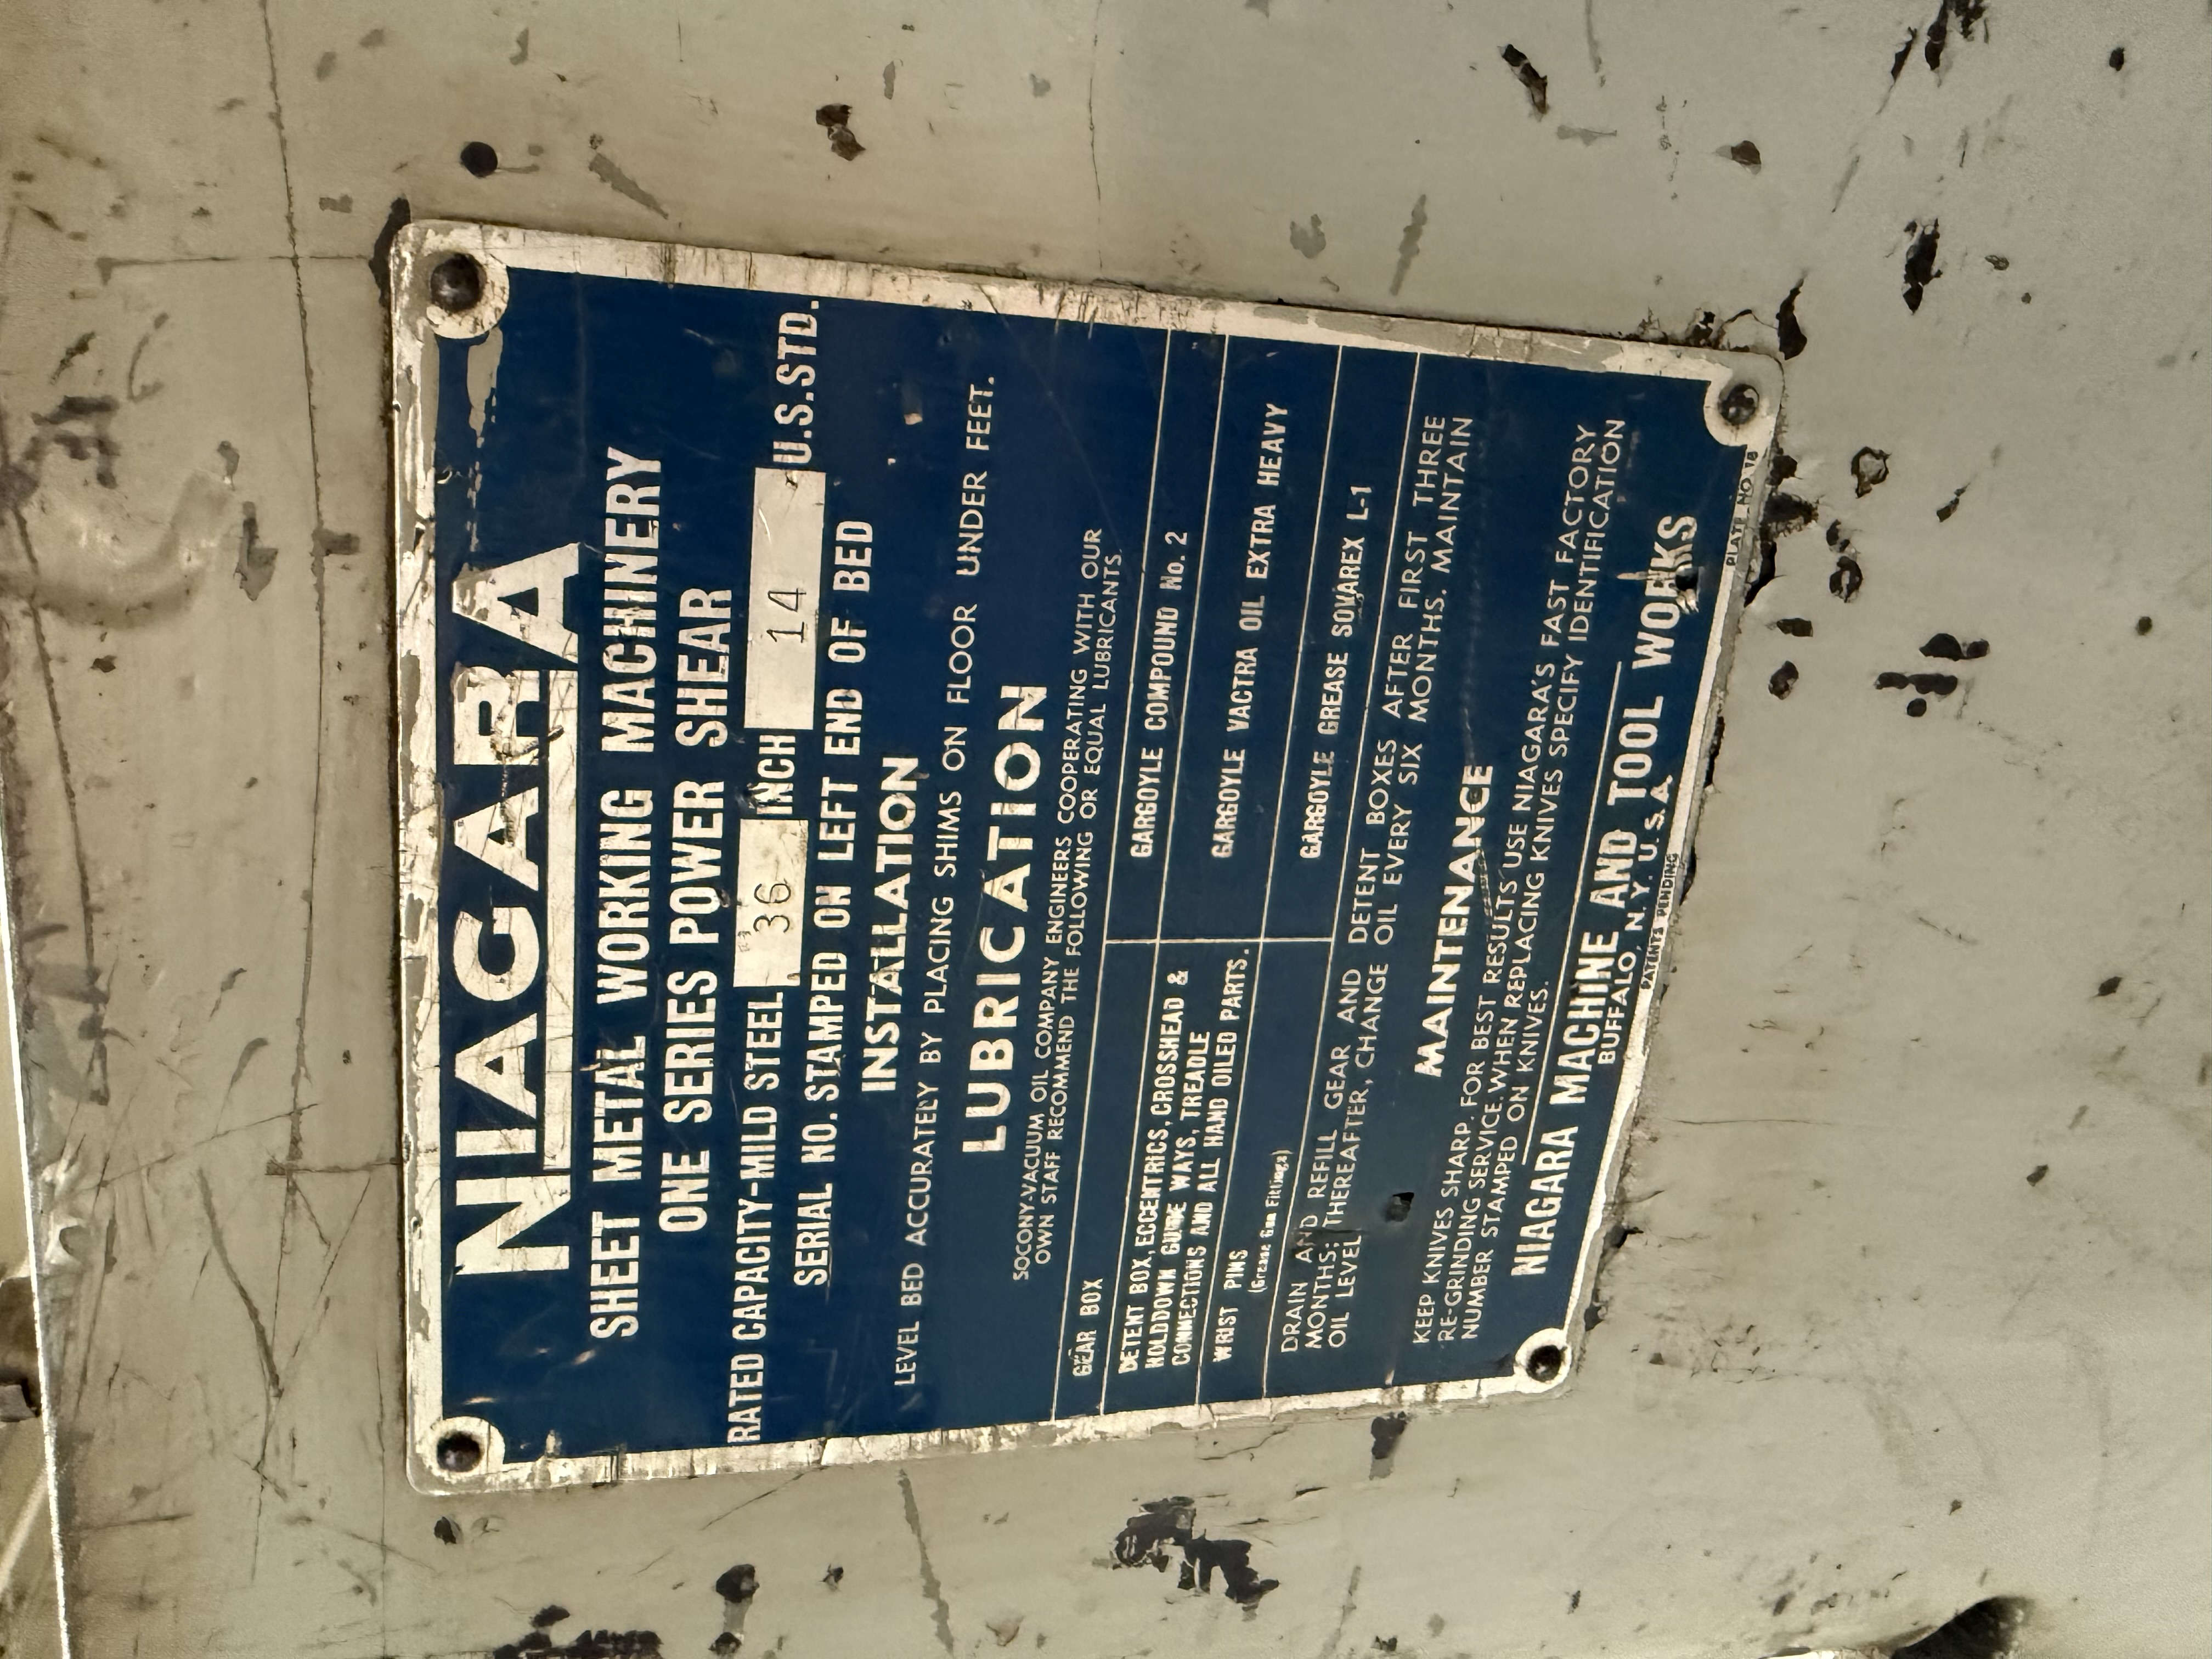 NIAGARA
SHEET METAL WORKING MACHINERY
ONE SERIES POWER SHEAR
RATED CAPACITY-MILD STEEL 36 INCH 14 U.S.STD.
SERIAL NO. STAMPED ON LEFT END OF BED
INSTALLATION
LEVEL BED ACCURATELY BY PLACING SHIMS ON FLOOR UNDER FEET.
LUBRICATION
SOCONY-VACUUM OIL COMPANY ENGINEERS COOPERATING WITH OUR
OWN STAFF RECOMMEND THE FOLLOWING OR EQUAL LUBRICANTS.
GEAR BOX GARGOYLE COMPOUND No. 2
DETENT BOX, ECCENTRICS, CROSSHEAD &
HOLDDOWN GUIDE WAYS, TREADLE
CONNECTIONS AND ALL HAND OILED PARTS.
GARGOYLE VACTRA OIL EXTRA HEAVY
WRIST PINS
(Grease Gun Fittings)
GARGOYLE GREASE SOVAREX L-1
DRAIN AND REFILL GEAR AND DETENT BOXES AFTER FIRST THREE
MONTHS; THEREAFTER, CHANGE OIL EVERY SIX MONTHS. MAINTAIN
OIL LEVEL
MAINTENANCE
KEEP KNIVES SHARP. FOR BEST RESULTS USE NIAGARA'S FAST FACTORY
RE-GRINDING SERVICE. WHEN REPLACING KNIVES SPECIFY IDENTIFICATION
NUMBER STAMPED ON KNIVES.
NIAGARA MACHINE AND TOOL WORKS
BUFFALO, N.Y. U.S.A.
PATENTS PENDING
PLATE NO. 18